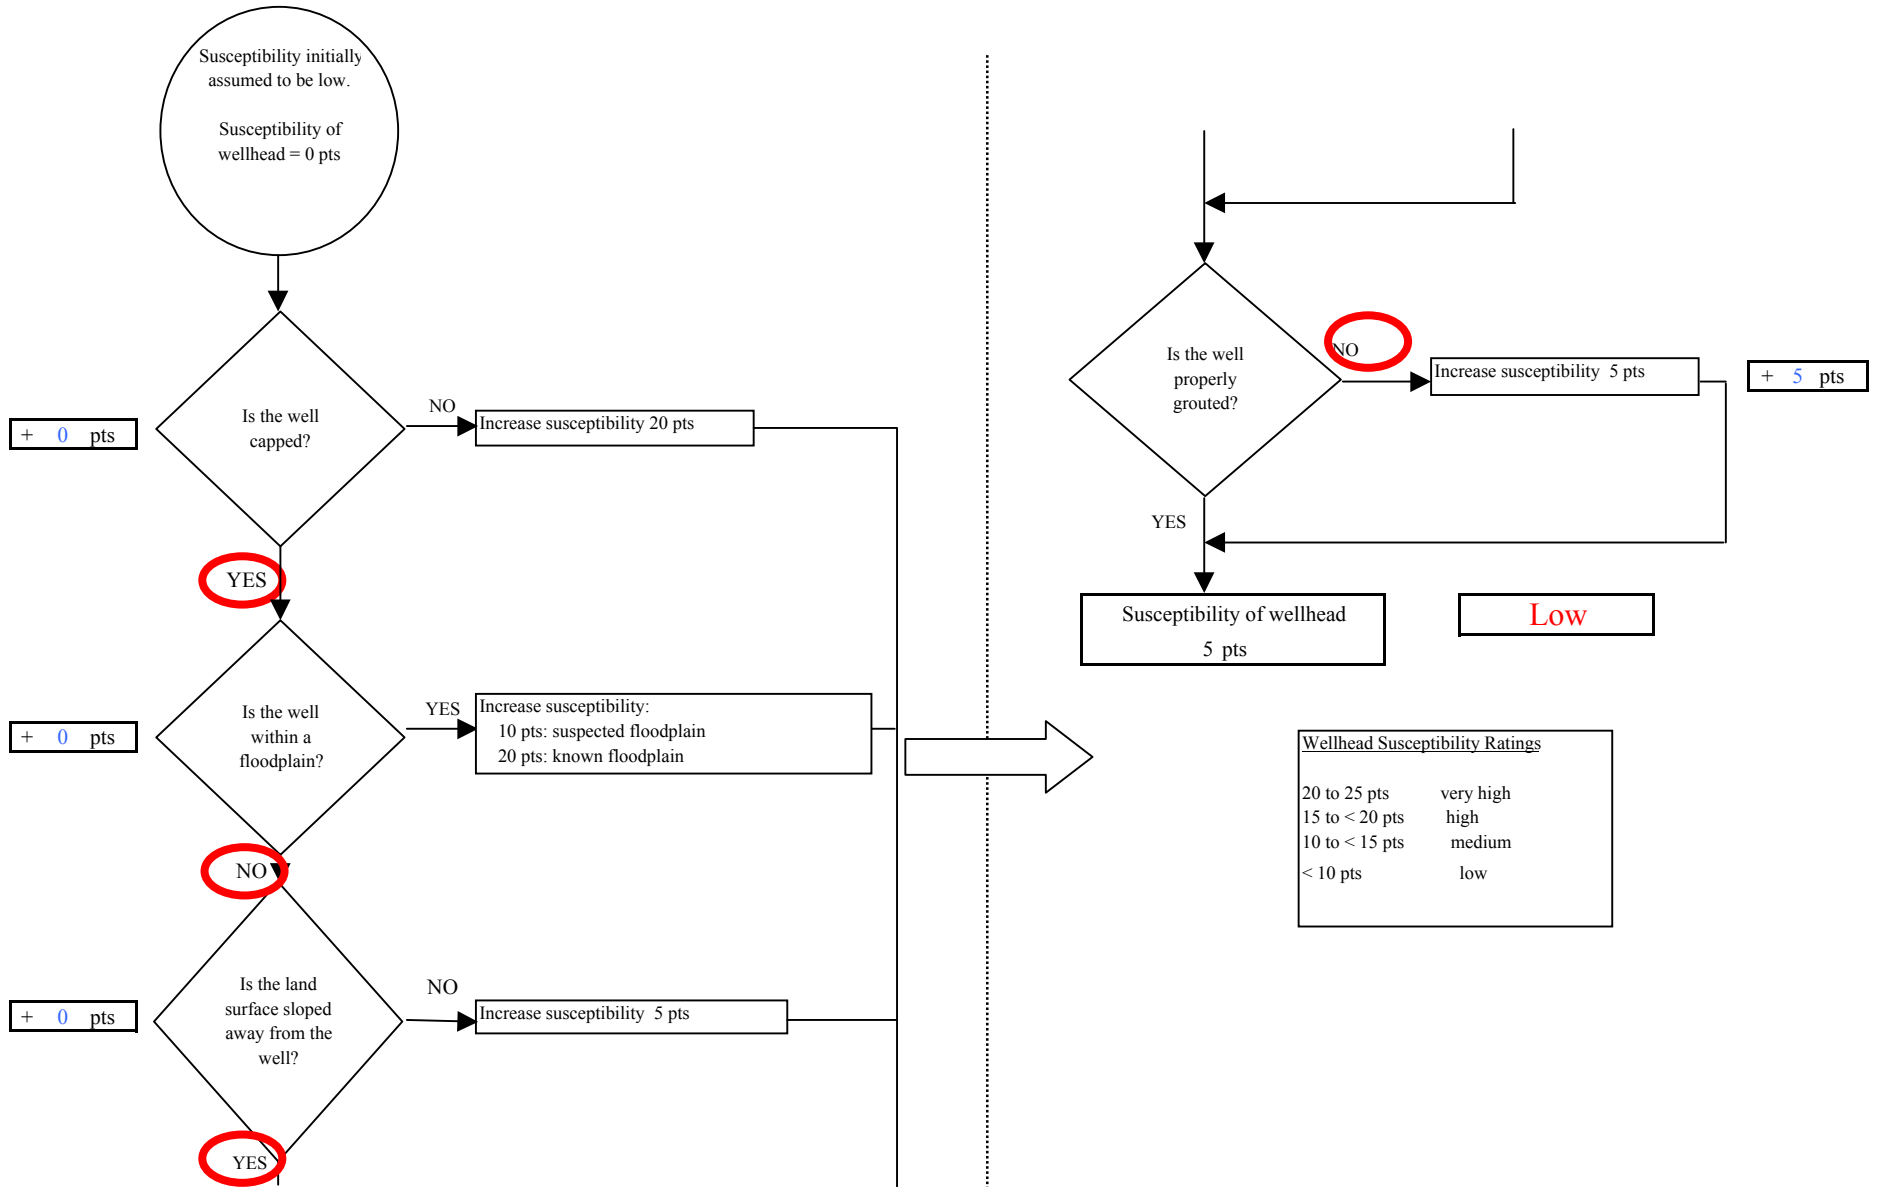 Susceptibility initially
assumed to be low.
Susceptibility of
wellhead = 0 pts
Is the well
capped?
NO
Increase susceptibility 20 pts
+ 0 pts
YES
Is the well
within a
floodplain?
YES
Increase susceptibility:
10 pts: suspected floodplain
20 pts: known floodplain
+ 0 pts
NO
Is the land
surface sloped
away from the
well?
NO
Increase susceptibility 5 pts
+ 0 pts
YES
Is the well
properly
grouted?
NO
Increase susceptibility 5 pts
+ 5 pts
YES
Susceptibility of wellhead
5 pts
Low
Wellhead Susceptibility Ratings
20 to 25 pts very high
15 to < 20 pts high
10 to < 15 pts medium
< 10 pts low